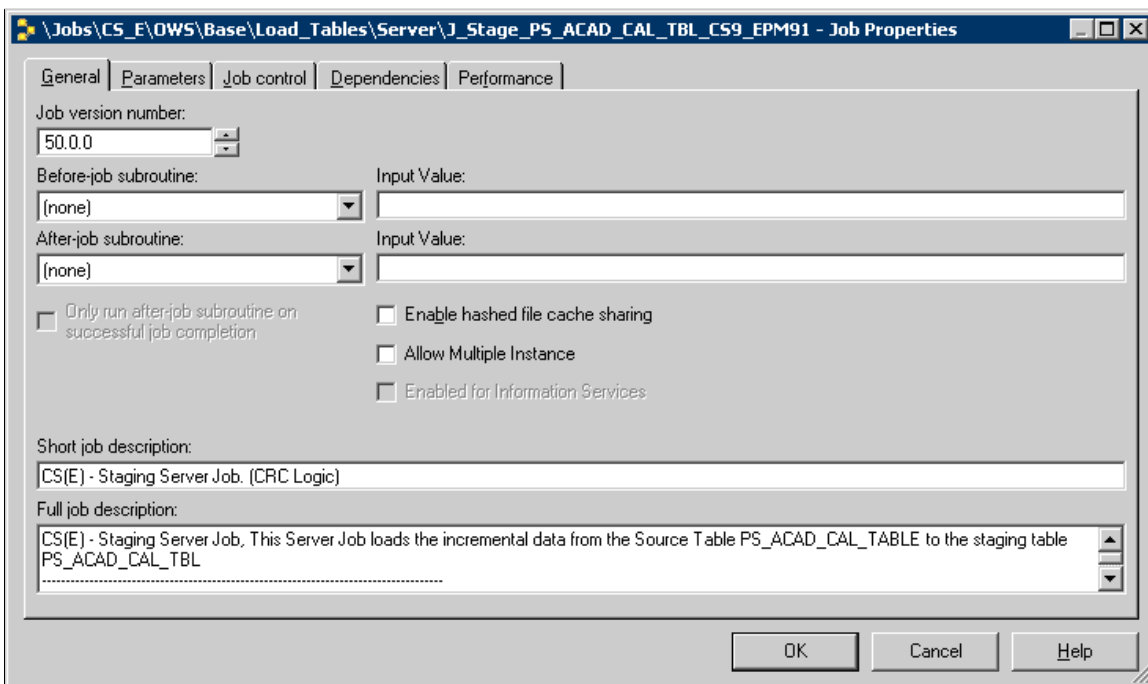 \Jobs\CS_E\OWS\Base\Load_Tables\Server\J_Stage_PS_ACAD_CAL_TBL_CS9_EPM91 - Job Properties
General Parameters Job control Dependencies Performance
Job version number:
50.0.0
Before-job subroutine: Input Value:
(none)
After-job subroutine: Input Value:
(none)
Only run after-job subroutine on
successful job completion
Enable hashed file cache sharing
Allow Multiple Instance
Enabled for Information Services
Short job description:
CS(E) - Staging Server Job. (CRC Logic)
Full job description:
CS(E) - Staging Server Job, This Server Job loads the incremental data from the Source Table PS_ACAD_CAL_TABLE to the staging table
PS_ACAD_CAL_TBL
-------------------------------------------------------------------------------------
OK Cancel Help